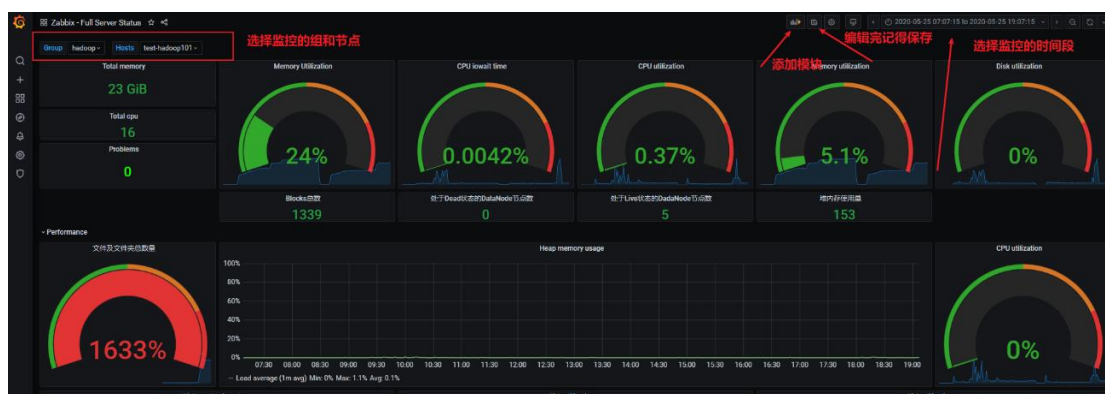 Zabbix - Full Server Status
2020-05-25 07:07:15 to 2020-05-25 19:07:15
Group hadoop Hosts test-hadoop101
选择监控的组和节点
编辑完记得保存
添加模块
选择监控的时间段
Total memory
23 GiB
Total cpu
16
Problems
0
Memory Utilization
24%
CPU iowait time
0.0042%
CPU utilization
0.37%
mory utilization
5.1%
Disk utilization
0%
Blocks总数
1339
处于Dead状态的DataNode节点数
0
处于Live状态的DadaNode节点数
5
堆内存使用量
153
Performance
文件及文件夹总数量
1633%
Heap memory usage
100%
80%
60%
40%
20%
0%
07:30 08:00 08:30 09:00 09:30 10:00 10:30 11:00 11:30 12:00 12:30 13:00 13:30 14:00 14:30 15:00 15:30 16:00 16:30 17:00 17:30 18:00 18:30 19:00
Load average (1m avg) Min: 0% Max: 1.1% Avg: 0.1%
CPU utilization
0%